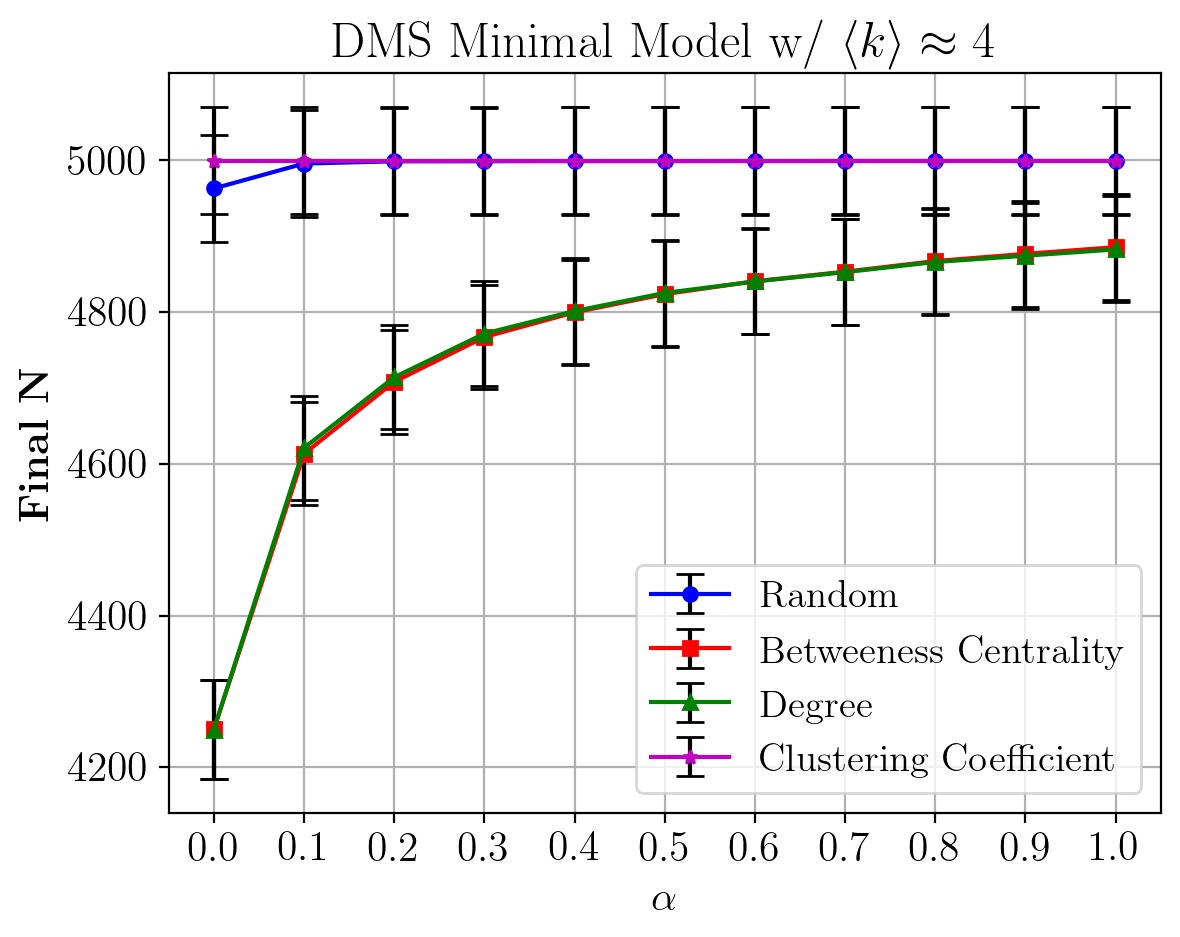 DMS Minimal Model w/ ⟨k⟩ ≈ 4
Final N
5000
4800
4600
4400
4200
Random
Betweeness Centrality
Degree
Clustering Coefficient
0.0 0.1 0.2 0.3 0.4 0.5 0.6 0.7 0.8 0.9 1.0
α